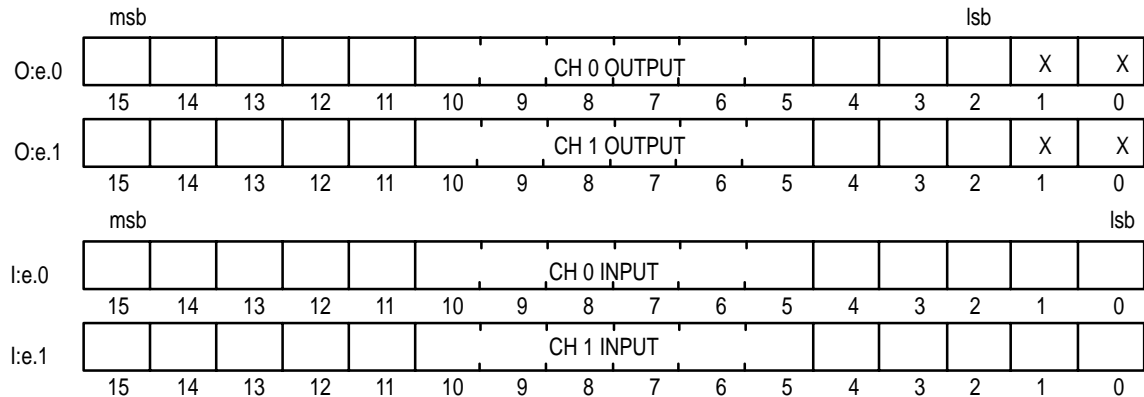 msb lsb
O:e.0 CH 0 OUTPUT X X
15 14 13 12 11 10 9 8 7 6 5 4 3 2 1 0
O:e.1 CH 1 OUTPUT X X
15 14 13 12 11 10 9 8 7 6 5 4 3 2 1 0
msb lsb
I:e.0 CH 0 INPUT
15 14 13 12 11 10 9 8 7 6 5 4 3 2 1 0
I:e.1 CH 1 INPUT
15 14 13 12 11 10 9 8 7 6 5 4 3 2 1 0